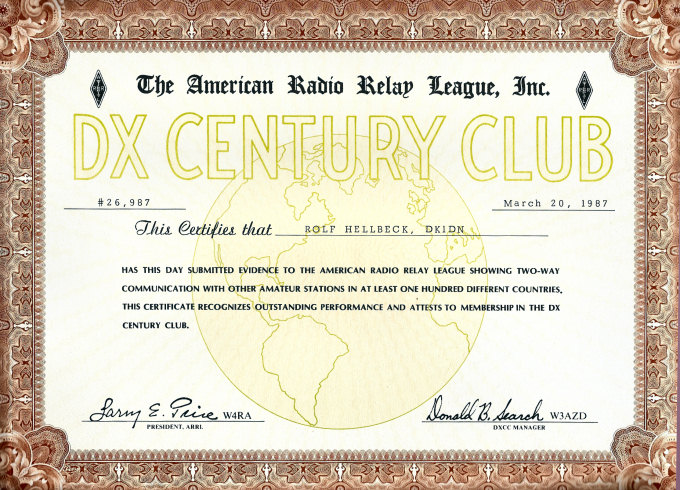 The American Radio Relay League, Inc.
DX CENTURY CLUB
#26,987
March 20, 1987
This Certifies that ROLF HELLBECK, DK1DN
HAS THIS DAY SUBMITTED EVIDENCE TO THE AMERICAN RADIO RELAY LEAGUE SHOWING TWO-WAY
COMMUNICATION WITH OTHER AMATEUR STATIONS IN AT LEAST ONE HUNDRED DIFFERENT COUNTRIES.
THIS CERTIFICATE RECOGNIZES OUTSTANDING PERFORMANCE AND ATTESTS TO MEMBERSHIP IN THE DX
CENTURY CLUB.
Larry E. Price W4RA
PRESIDENT, ARRL
Donald B. Search W3AZD
DXCC MANAGER